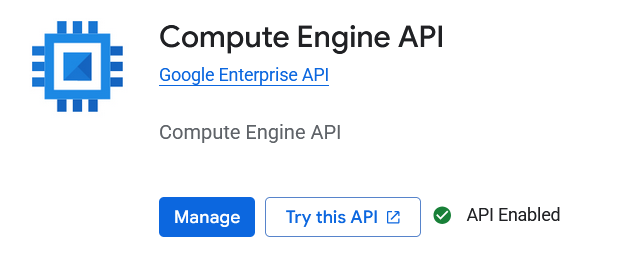 Compute Engine API
Google Enterprise API
Compute Engine API
Manage Try this API API Enabled